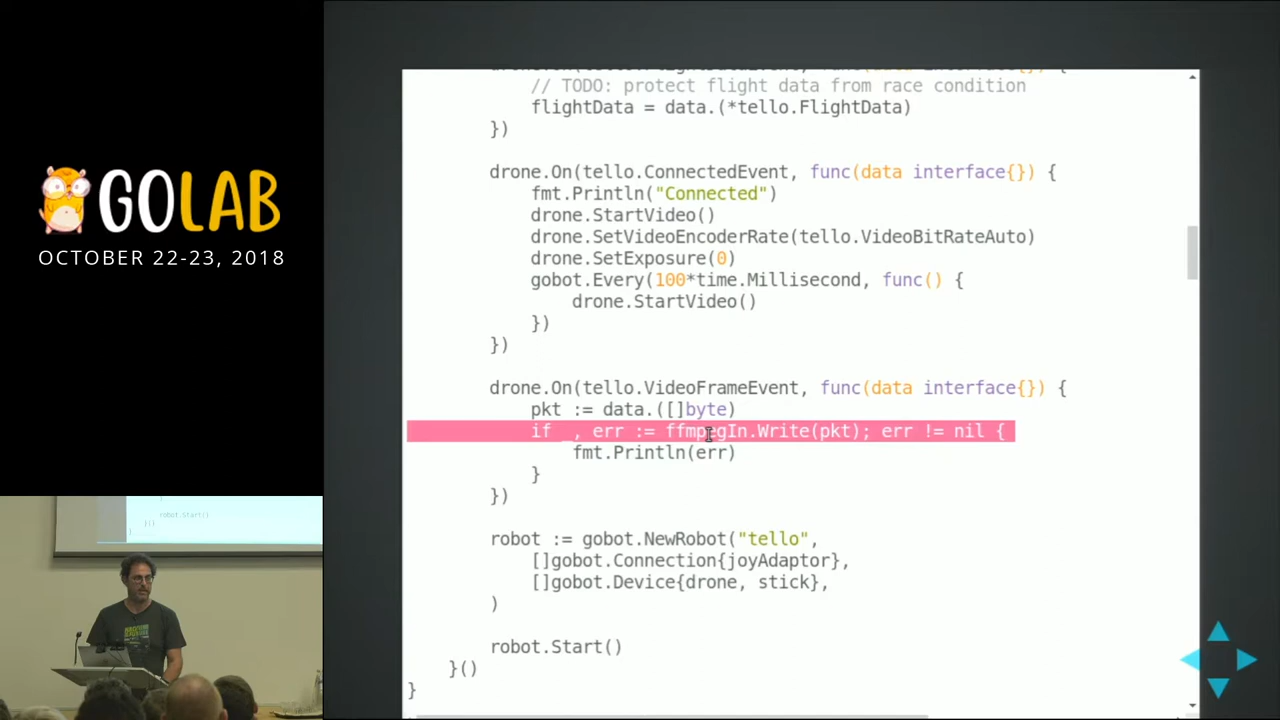 GOLAB
OCTOBER 22-23, 2018
// TODO: protect flight data from race condition
flightData = data.(*tello.FlightData)
})
drone.On(tello.ConnectedEvent, func(data interface{}) {
fmt.Println("Connected")
drone.StartVideo()
drone.SetVideoEncoderRate(tello.VideoBitRateAuto)
drone.SetExposure(0)
gobot.Every(100*time.Millisecond, func() {
drone.StartVideo()
})
})
drone.On(tello.VideoFrameEvent, func(data interface{}) {
pkt := data.([]byte)
if _, err := ffmpegIn.Write(pkt); err != nil {
fmt.Println(err)
}
})
robot := gobot.NewRobot("tello",
[]gobot.Connection{joyAdaptor},
[]gobot.Device{drone, stick},
)
robot.Start()
}()
}
robot.Start()
}()
}